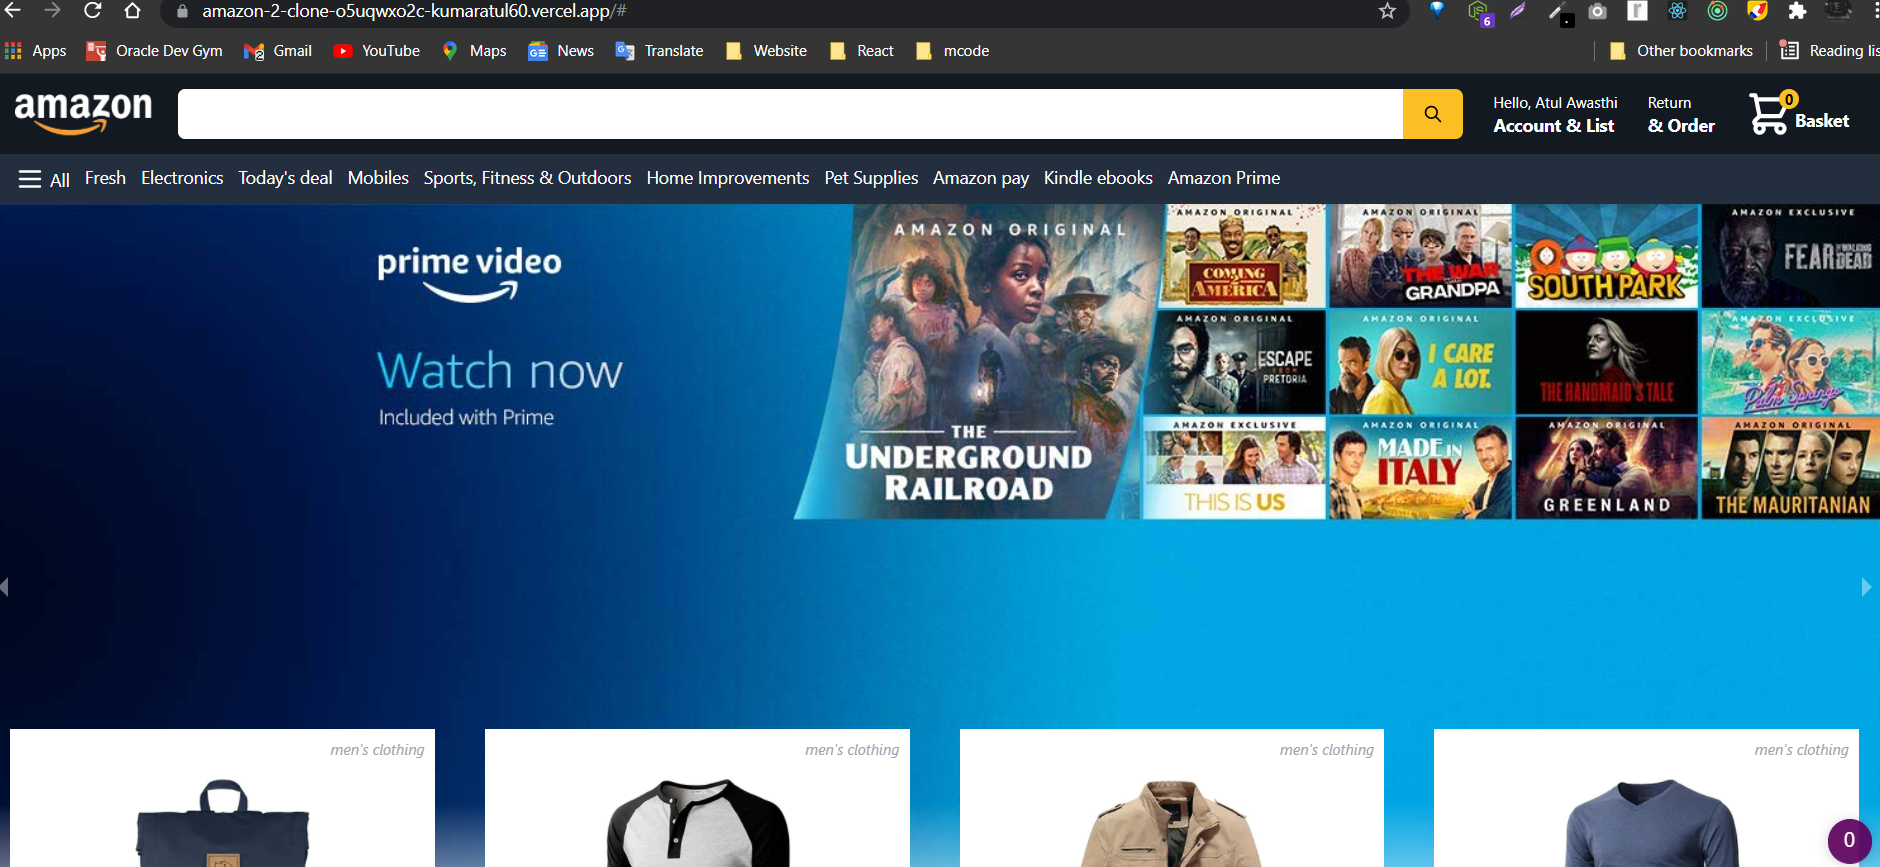 amazon-2-clone-o5uqwxo2c-kumaratul60.vercel.app/#
6
Apps Oracle Dev Gym 2 Gmail YouTube Maps GE News Translate Website React mcode Other bookmarks Reading lis
amazon
Hello, Atul Awasthi
Account & List
Return
& Order
0
Basket
All Fresh Electronics Today's deal Mobiles Sports, Fitness & Outdoors Home Improvements Pet Supplies Amazon pay Kindle ebooks Amazon Prime
prime video
Watch now
Included with Prime
AMAZON ORIGINAL
THE
UNDERGROUND
RAILROAD
AMAZON ORIGINAL
COMING
AMERICA
AMAZON ORIGINAL
THE WAR
GRANDPA
SOUTH PARK
AMAZON EXCLUSIVE
FEAR THE WALKING DEAD
AMAZON ORIGINAL
ESCAPE
FROM
PRETORIA
AMAZON ORIGINAL
I CARE
A LOT.
THE HANDMAID'S TALE
AMAZON EXCLUSIVE
Palm Springs
AMAZON EXCLUSIVE
THIS IS US
AMAZON ORIGINAL
MADE IN
ITALY
AMAZON ORIGINAL
GREENLAND
AMAZON ORIGINAL
THE MAURITANIAN
men's clothing
men's clothing
men's clothing
men's clothing
0